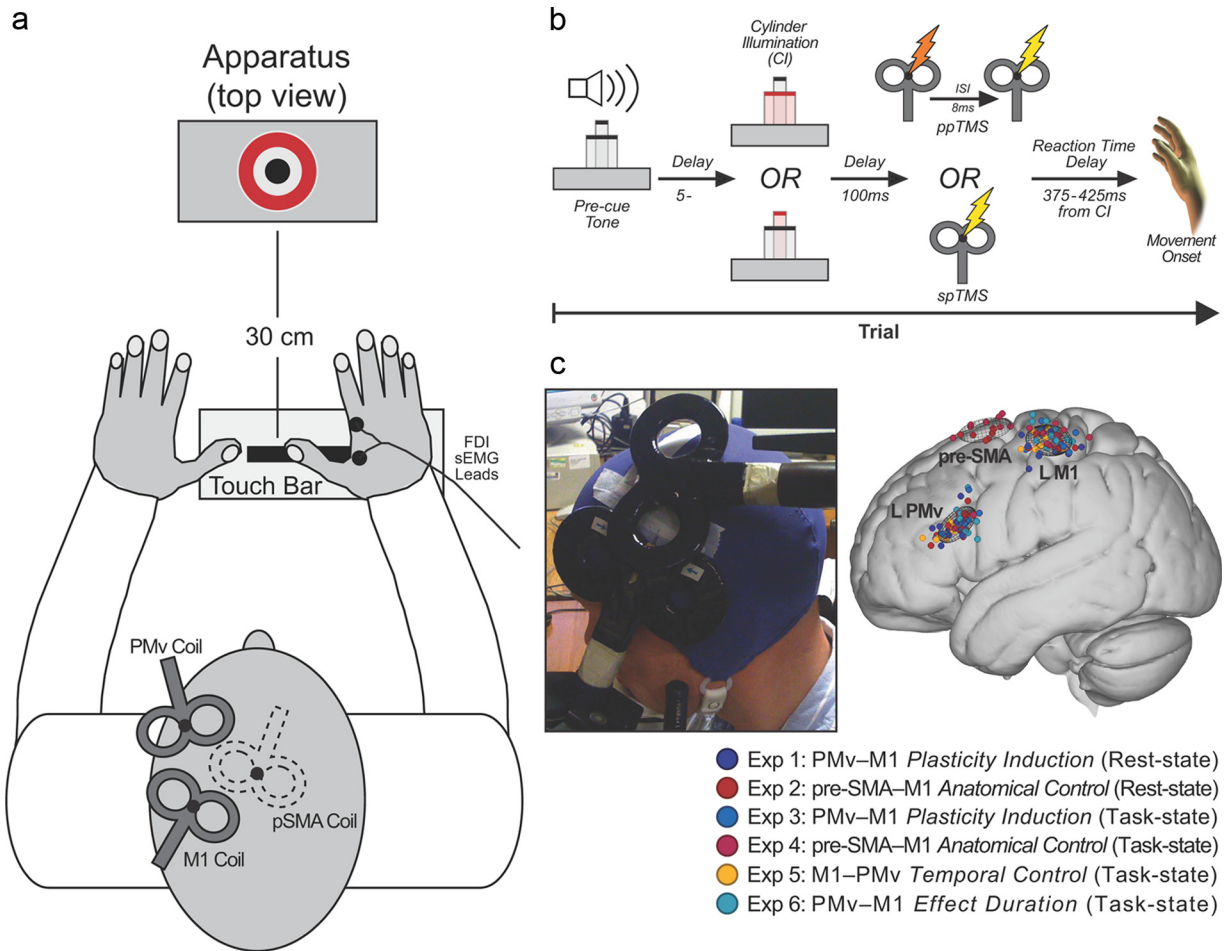 a
Apparatus
(top view)
30 cm
Touch Bar
FDI
sEMG
Leads
PMv Coil
pSMA Coil
M1 Coil
b
Pre-cue
Tone
Delay
5-
Cylinder
Illumination
(CI)
OR
Delay
100ms
ISI
8ms
ppTMS
OR
spTMS
Reaction Time
Delay
375-425ms
from CI
Movement
Onset
Trial
c
pre-SMA
L M1
L PMv
Exp 1: PMv–M1 Plasticity Induction (Rest-state)
Exp 2: pre-SMA–M1 Anatomical Control (Rest-state)
Exp 3: PMv–M1 Plasticity Induction (Task-state)
Exp 4: pre-SMA–M1 Anatomical Control (Task-state)
Exp 5: M1–PMv Temporal Control (Task-state)
Exp 6: PMv–M1 Effect Duration (Task-state)